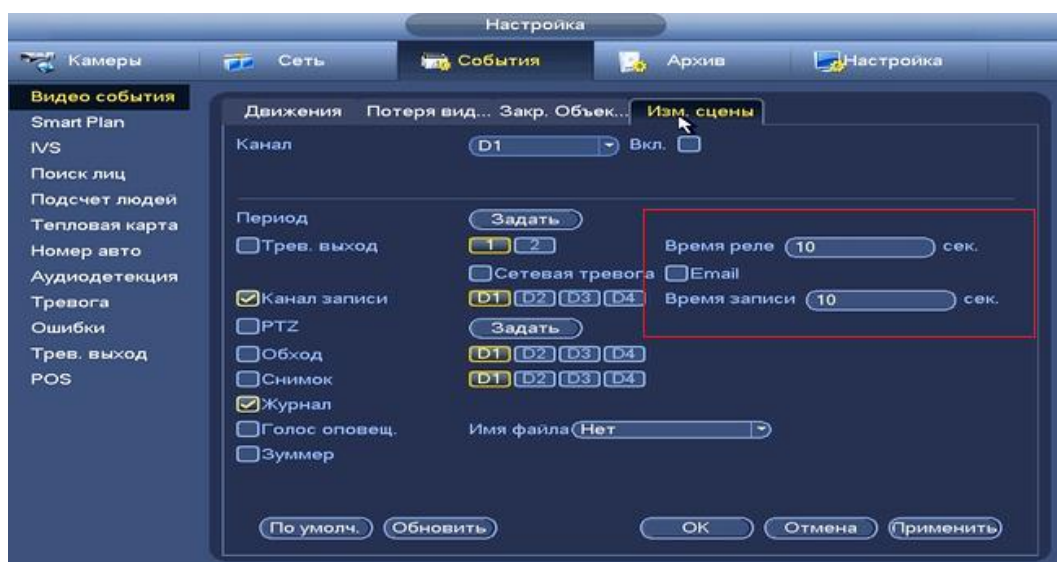 Настройка
Камеры Сеть События Архив Настройка
Видео события
Smart Plan
IVS
Поиск лиц
Подсчет людей
Тепловая карта
Номер авто
Аудиодетекция
Тревога
Ошибки
Трев. выход
POS
Движения Потеря вид... Закр. Объек... Изм. сцены
Канал D1 Вкл.
Период Задать
Трев. выход 1 2 Время реле 10 сек.
Сетевая тревога Email
Канал записи D1 D2 D3 D4 Время записи 10 сек.
PTZ Задать
Обход D1 D2 D3 D4
Снимок D1 D2 D3 D4
Журнал
Голос оповещ. Имя файла Нет
Зуммер
По умолч. Обновить OK Отмена Применить